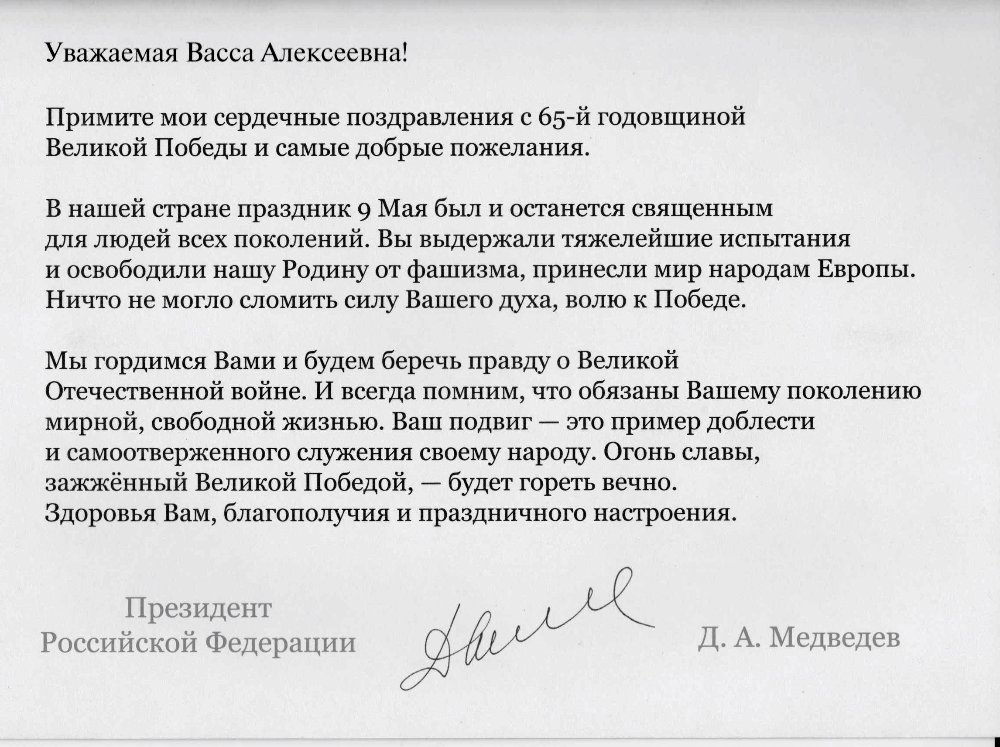 Уважаемая Васса Алексеевна!
Примите мои сердечные поздравления с 65-й годовщиной
Великой Победы и самые добрые пожелания.
В нашей стране праздник 9 Мая был и останется священным
для людей всех поколений. Вы выдержали тяжелейшие испытания
и освободили нашу Родину от фашизма, принесли мир народам Европы.
Ничто не могло сломить силу Вашего духа, волю к Победе.
Мы гордимся Вами и будем беречь правду о Великой
Отечественной войне. И всегда помним, что обязаны Вашему поколению
мирной, свободной жизнью. Ваш подвиг — это пример доблести
и самоотверженного служения своему народу. Огонь славы,
зажжённый Великой Победой, — будет гореть вечно.
Здоровья Вам, благополучия и праздничного настроения.
Президент
Российской Федерации
Д. А. Медведев